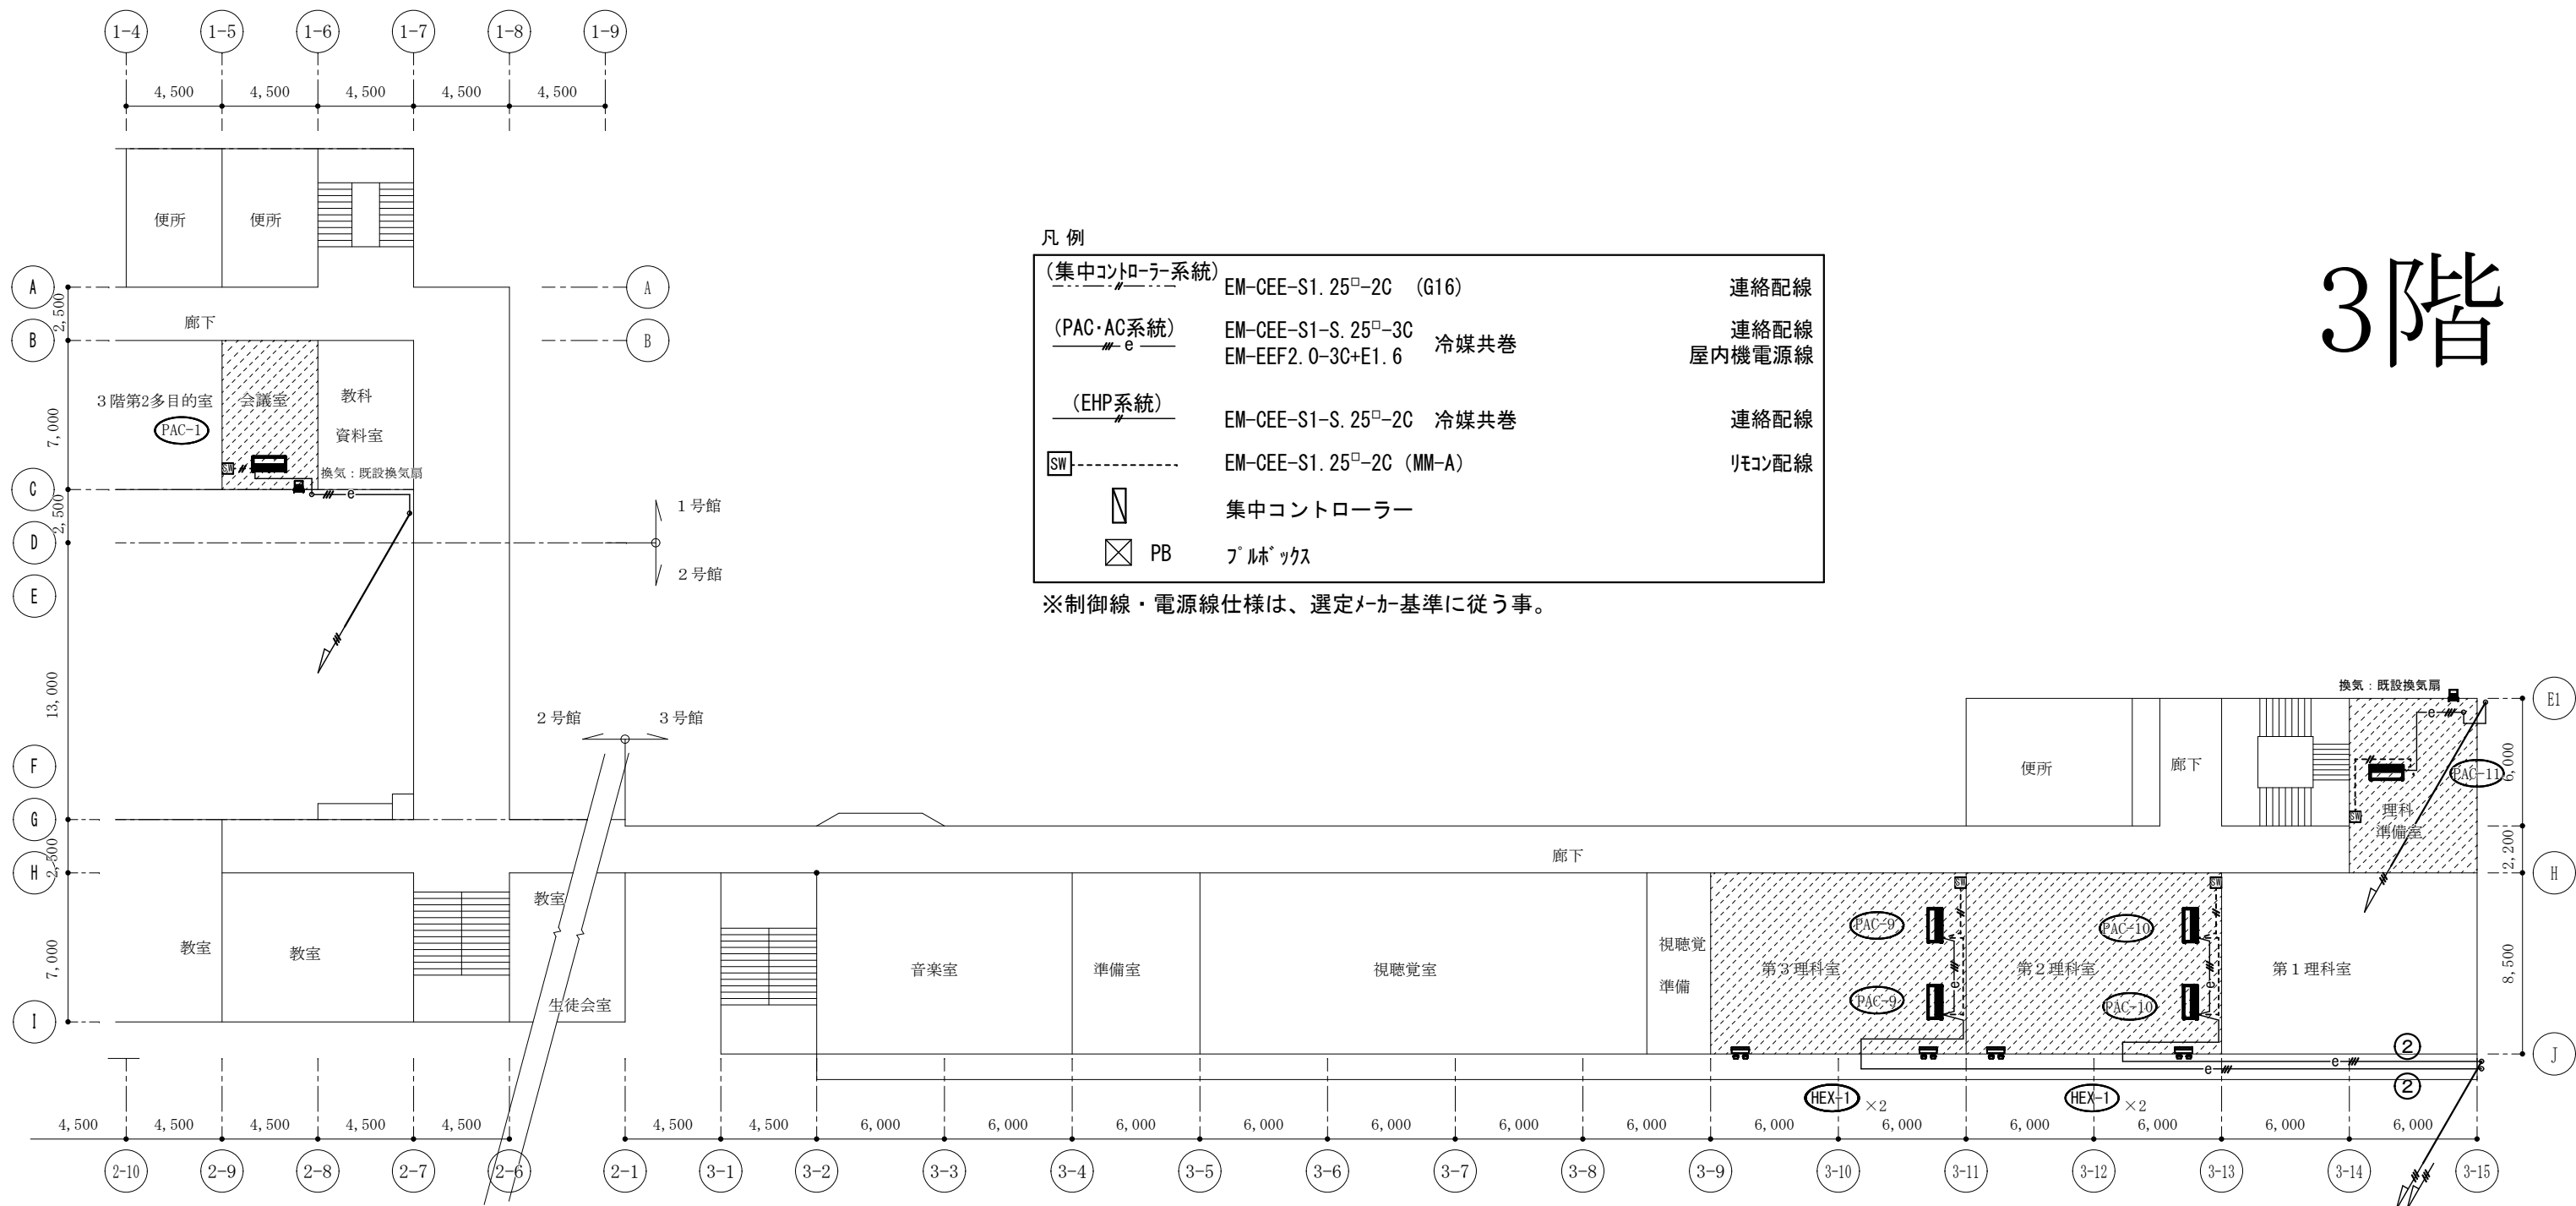 1-4 1-5 1-6 1-7 1-8 1-9
4,500 4,500 4,500 4,500 4,500
便所 便所
A A
2,500
B B
廊下
7,000
3階第2多目的室 会議室 教科
資料室
PAC-1
SW
換気：既設換気扇
e
C
2,500
D
E
1号館
2号館
13,000
F
G
2,500
H
7,000
I
2号館 3号館
教室
教室
教室
生徒会室
凡 例
(集中コントローラー系統) EM-CEE-S1.25□-2C (G16) 連絡配線
(PAC･AC系統) EM-CEE-S1-S.25□-3C 連絡配線
e EM-EEF2.0-3C+E1.6 冷媒共巻 屋内機電源線
(EHP系統) EM-CEE-S1-S.25□-2C 冷媒共巻 連絡配線
SW EM-CEE-S1.25□-2C (MM-A) ﾘﾓｺﾝ配線
集中コントローラー
PB ﾌﾟﾙﾎﾞｯｸｽ
※制御線・電源線仕様は、選定ﾒｰｶｰ基準に従う事。
3階
換気：既設換気扇
E1
e
便所 廊下
PAC-11
6,000
SW
理科
準備室
2,200
廊下
H
SW SW
音楽室 準備室 視聴覚室
視聴覚
準備
第3理科室 第2理科室 第1理科室
PAC-9 PAC-10
PAC-9 PAC-10
e e
8,500
J
e ②
e ②
HEX-1 ×2 HEX-1 ×2
4,500 4,500 4,500 4,500 4,500 4,500 4,500 6,000 6,000 6,000 6,000 6,000 6,000 6,000 6,000 6,000 6,000 6,000 6,000 6,000
2-10 2-9 2-8 2-7 2-6 2-1 3-1 3-2 3-3 3-4 3-5 3-6 3-7 3-8 3-9 3-10 3-11 3-12 3-13 3-14 3-15